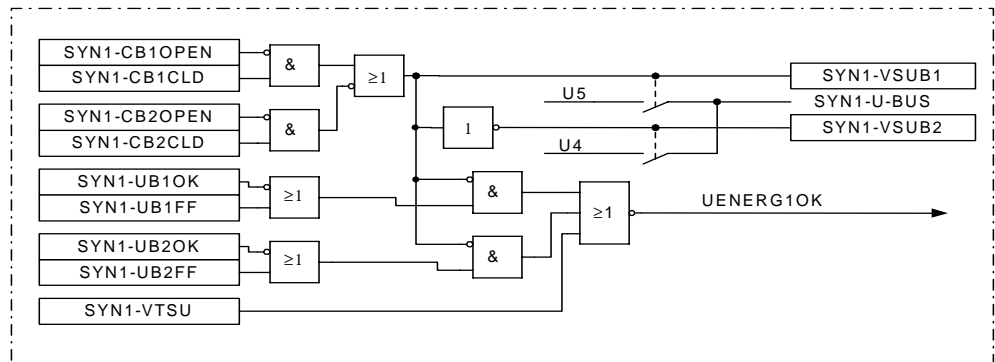 SYN1-CB1OPEN
SYN1-CB1CLD
&
≥1
SYN1-VSUB1
U5
SYN1-U-BUS
SYN1-CB2OPEN
SYN1-CB2CLD
&
1
SYN1-VSUB2
U4
SYN1-UB1OK
SYN1-UB1FF
≥1
&
≥1
UENERG1OK
SYN1-UB2OK
SYN1-UB2FF
≥1
&
SYN1-VTSU